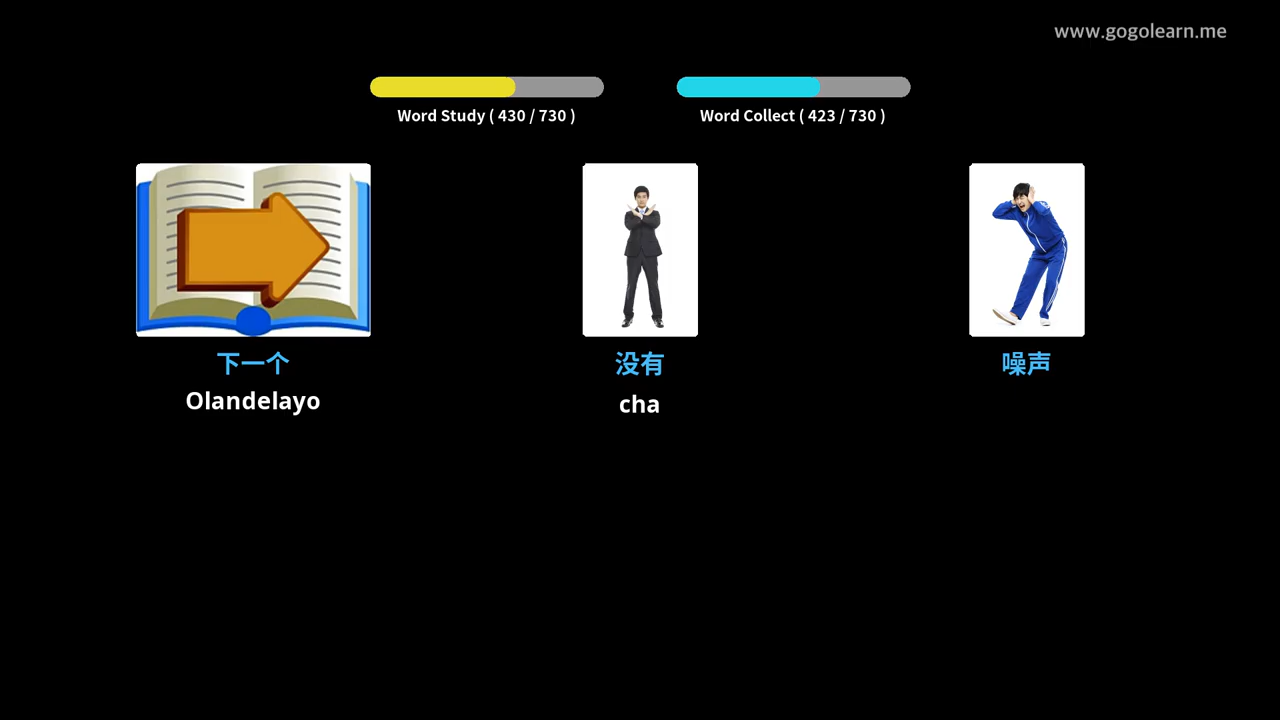 www.gogolearn.me
Word Study ( 430 / 730 )
Word Collect ( 423 / 730 )
下一个
没有
噪声
Olandelayo
cha